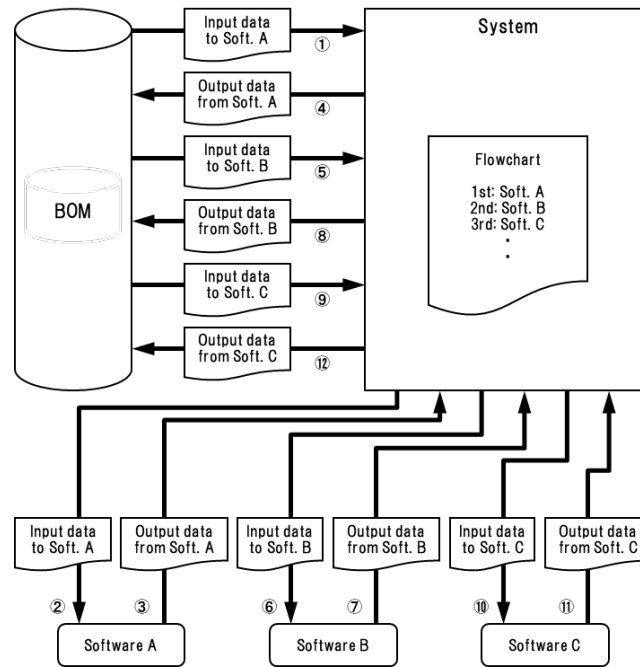 Input data
to Soft. A
①
Output data
from Soft. A
④
Input data
to Soft. B
⑤
Output data
from Soft. B
⑧
Input data
to Soft. C
⑨
Output data
from Soft. C
⑫
BOM
System
Flowchart
1st: Soft. A
2nd: Soft. B
3rd: Soft. C
・
・
Input data
to Soft. A
Output data
from Soft. A
Input data
to Soft. B
Output data
from Soft. B
Input data
to Soft. C
Output data
from Soft. C
② ③ ⑥ ⑦ ⑩ ⑪
Software A
Software B
Software C